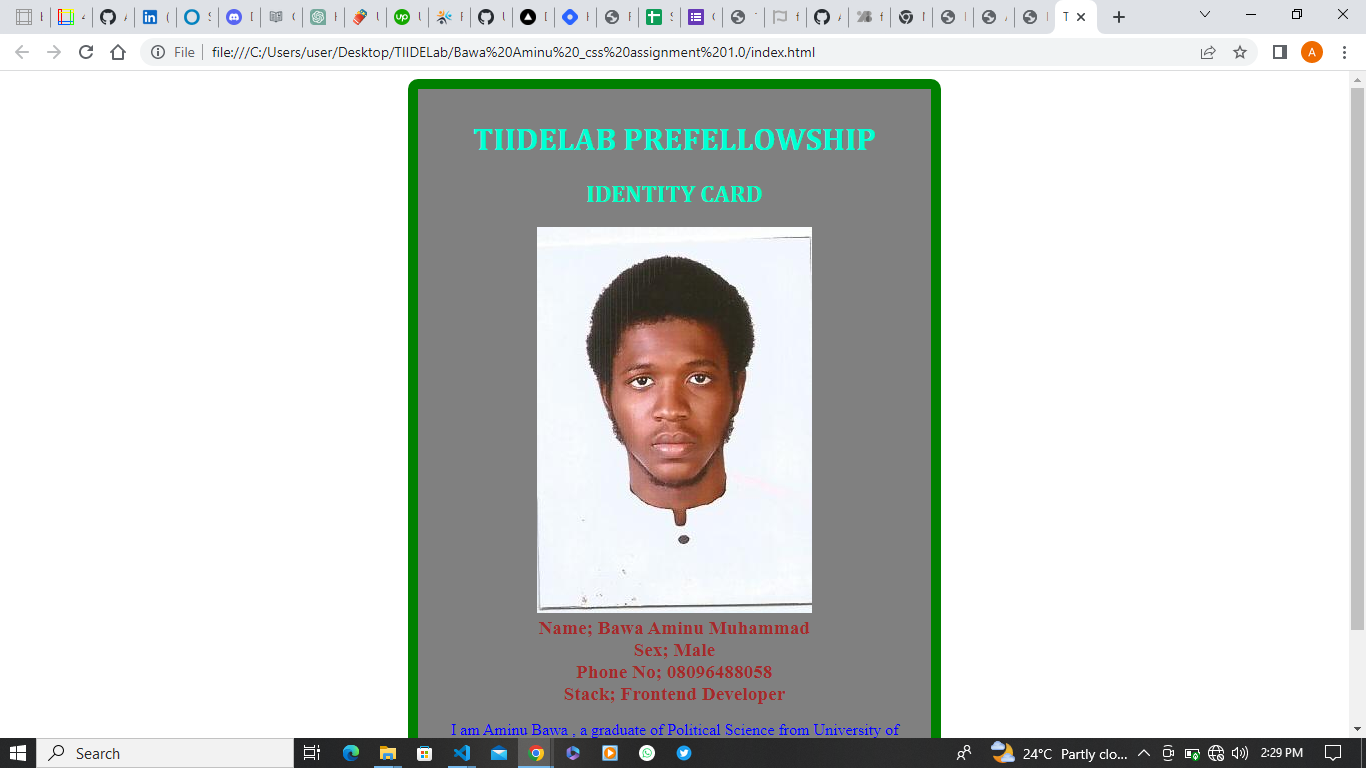 T
File
file:///C:/Users/user/Desktop/TIIDELab/Bawa%20Aminu%20_css%20assignment%201.0/index.html
A
TIIDELAB PREFELLOWSHIP
IDENTITY CARD
Name; Bawa Aminu Muhammad
Sex; Male
Phone No; 08096488058
Stack; Frontend Developer
I am Aminu Bawa , a graduate of Political Science from University of
Search
24°C Partly clo...
2:29 PM